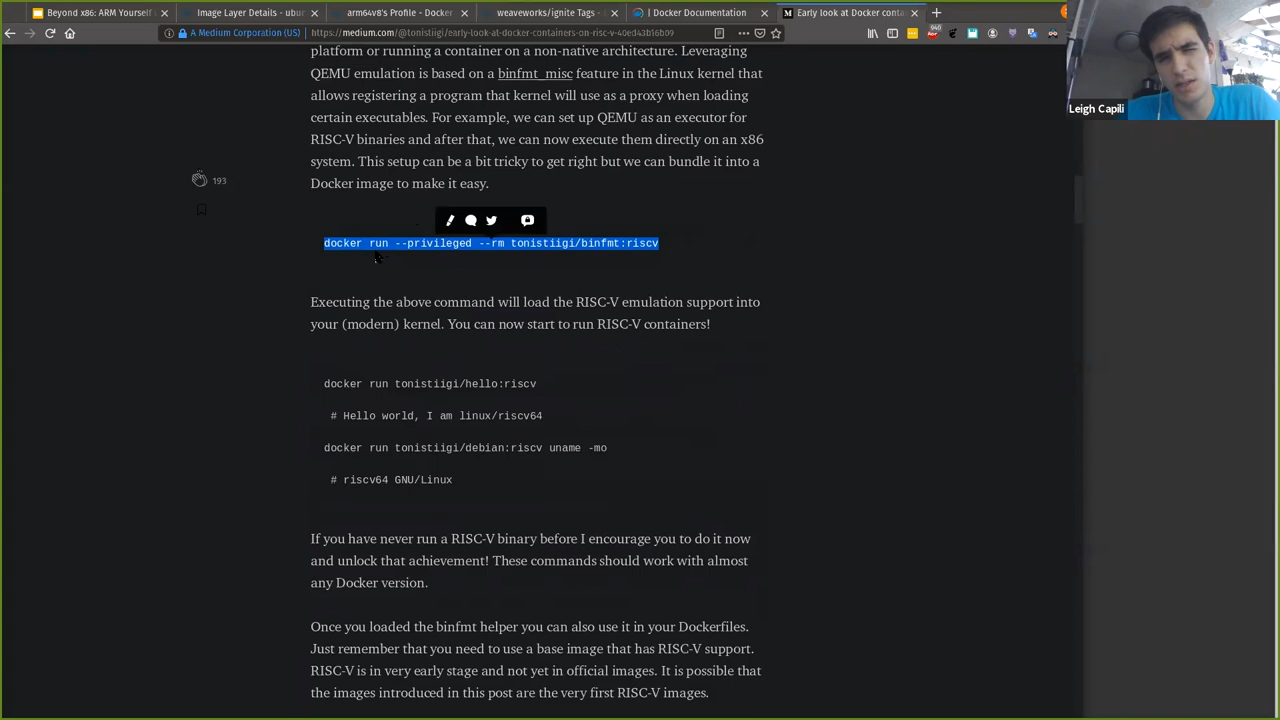 Beyond x86: ARM Yourself
Image Layer Details - ubun
arm64v8's Profile - Docker
weaveworks/ignite Tags - D
| Docker Documentation
Early look at Docker conta
A Medium Corporation (US)
https://medium.com/@tonistiigi/early-look-at-docker-containers-on-risc-v-40ed43b16b09
Leigh Capili
platform or running a container on a non-native architecture. Leveraging
QEMU emulation is based on a binfmt_misc feature in the Linux kernel that
allows registering a program that kernel will use as a proxy when loading
certain executables. For example, we can set up QEMU as an executor for
RISC-V binaries and after that, we can now execute them directly on an x86
system. This setup can be a bit tricky to get right but we can bundle it into a
Docker image to make it easy.
193
docker run --privileged --rm tonistiigi/binfmt:riscv
Executing the above command will load the RISC-V emulation support into
your (modern) kernel. You can now start to run RISC-V containers!
docker run tonistiigi/hello:riscv
# Hello world, I am linux/riscv64
docker run tonistiigi/debian:riscv uname -mo
# riscv64 GNU/Linux
If you have never run a RISC-V binary before I encourage you to do it now
and unlock that achievement! These commands should work with almost
any Docker version.
Once you loaded the binfmt helper you can also use it in your Dockerfiles.
Just remember that you need to use a base image that has RISC-V support.
RISC-V is in very early stage and not yet in official images. It is possible that
the images introduced in this post are the very first RISC-V images.